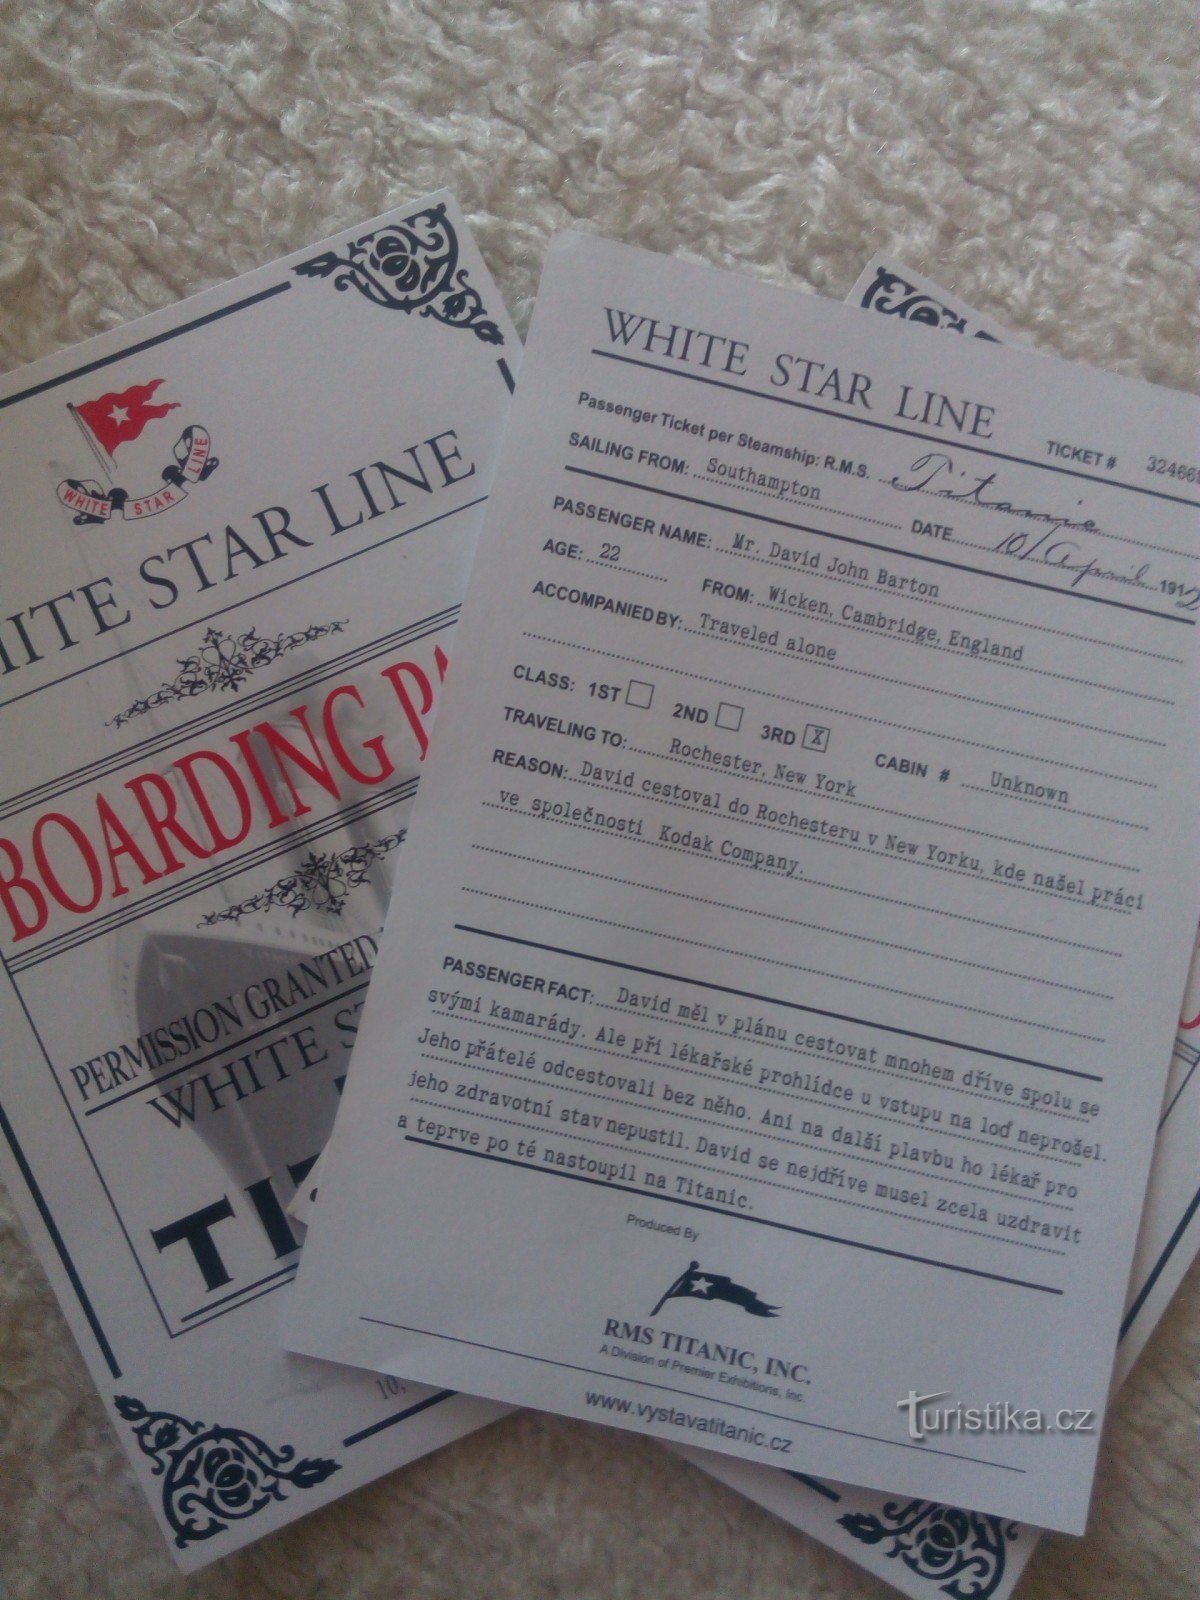 WHITE STAR LINE
WHITE STAR LINE
BOARDING
PERMISSION GRANTED
WHITE
10,
WHITE STAR LINE
TICKET #
Passenger Ticket per Steamship: R.M.S. Titanic
SAILING FROM: Southampton
DATE 10/April 1912
PASSENGER NAME: Mr. David John Barton
AGE: 22
FROM: Wicken, Cambridge, England
ACCOMPANIED BY: Traveled alone
CLASS: 1ST 2ND 3RD X
CABIN # Unknown
TRAVELING TO: Rochester, New York
REASON: David cestoval do Rochesteru v New Yorku, kde našel práci
ve společnosti Kodak Company.
PASSENGER FACT: David měl v plánu cestovat mnohem dříve spolu se
svými kamarády. Ale při lékařské prohlídce u vstupu na loď neprošel.
Jeho přátelé odcestovali bez něho. Ani na další plavbu ho lékař pro
jeho zdravotní stav nepustil. David se nejdříve musel zcela uzdravit
a teprve po té nastoupil na Titanic.
Produced By
RMS TITANIC, INC.
A Division of Premier Exhibitions, Inc.
www.vystavatitanic.cz
Turistika.cz